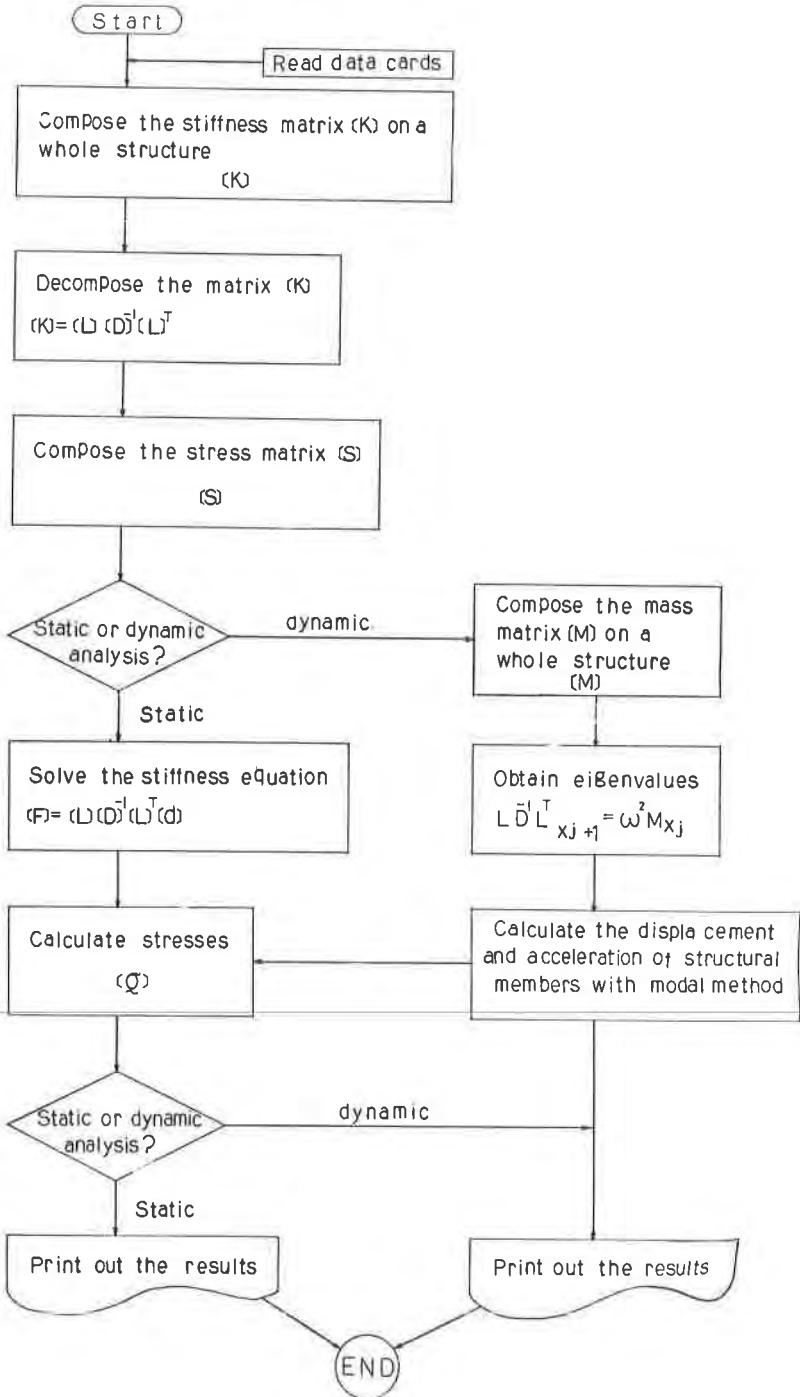 Start
Read data cards
Compose the stiffness matrix (K) on a
whole structure
(K)
Decompose the matrix (K)
(K)=(L)(D)⁻¹(L)ᵀ
Compose the stress matrix (S)
(S)
Static or dynamic
analysis?
dynamic
Static
Compose the mass
matrix (M) on a
whole structure
(M)
Solve the stiffness equation
(F)=(L)(D)⁻¹(L)ᵀ(d)
Obtain eigenvalues
L D⁻¹ Lᵀ xj+1 = ω² Mxj
Calculate stresses
(σ)
Calculate the displa cement
and acceleration of structural
members with modal method
Static or dynamic
analysis?
dynamic
Static
Print out the results
Print out the results
END